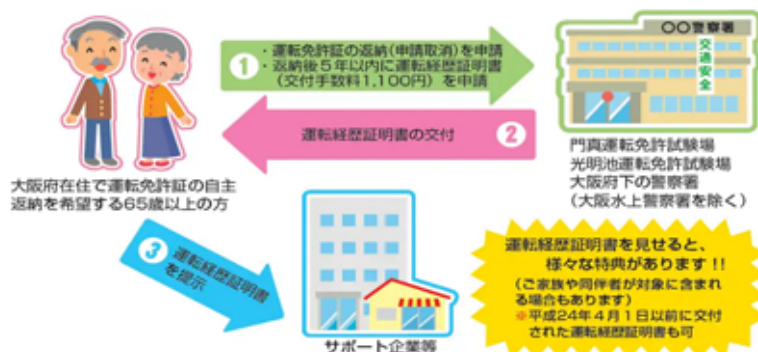 〇〇警察署
交通安全
1
・運転免許証の返納(申請取消)を申請
・返納後5年以内に運転経歴証明書
(交付手数料1,100円)を申請
運転経歴証明書の交付
2
門真運転免許試験場
光明池運転免許試験場
大阪府下の警察署
(大阪水上警察署を除く)
大阪府在住で運転免許証の自主
返納を希望する65歳以上の方
3
運転経歴証明書
を提示
サポート企業等
運転経歴証明書を見せると、
様々な特典があります!!
(ご家族や同伴者が対象に含まれ
る場合もあります)
※平成24年4月1日以前に交付
された運転経歴証明書も可